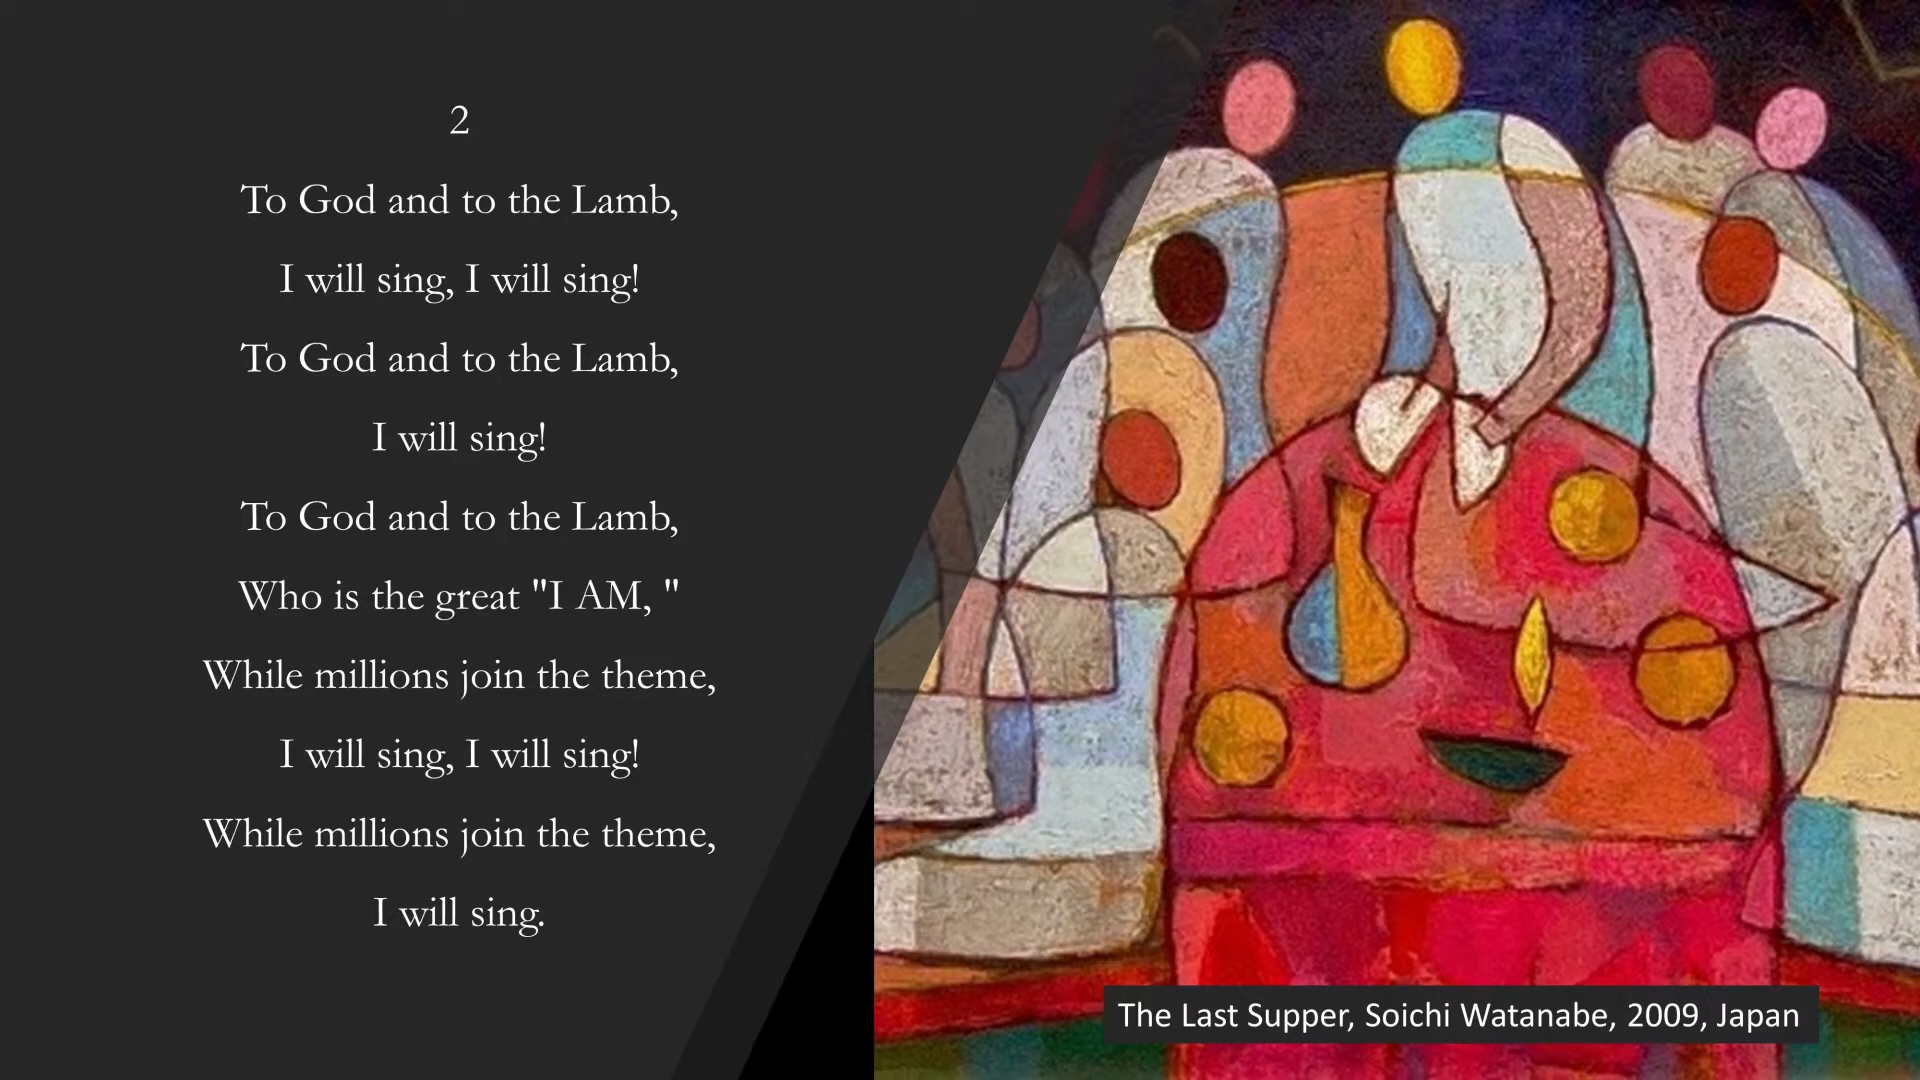 2
To God and to the Lamb,
I will sing, I will sing!
To God and to the Lamb,
I will sing!
To God and to the Lamb,
Who is the great "I AM, "
While millions join the theme,
I will sing, I will sing!
While millions join the theme,
I will sing.
The Last Supper, Soichi Watanabe, 2009, Japan